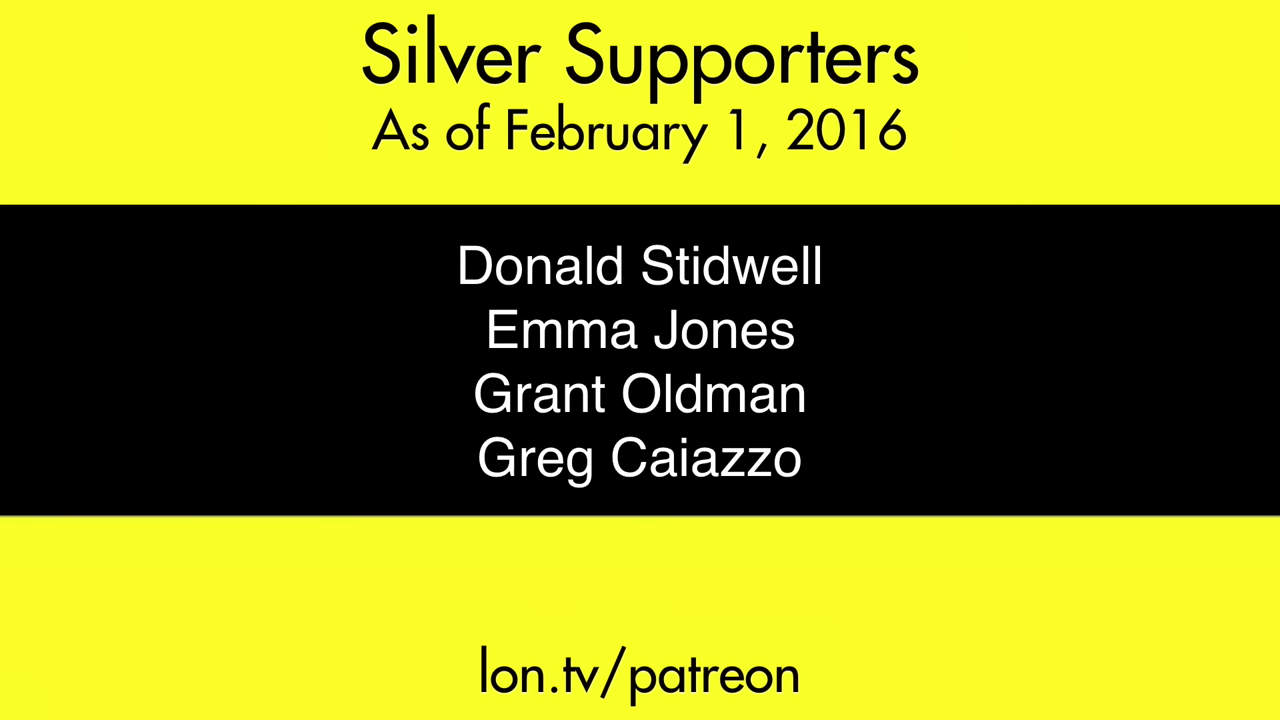 Silver Supporters
As of February 1, 2016
Donald Stidwell
Emma Jones
Grant Oldman
Greg Caiazzo
lon.tv/patreon